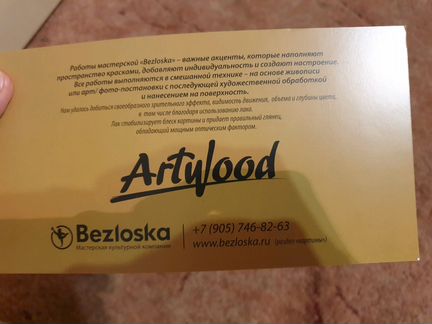 Работы мастерской «Bezloska» – важные акценты, которые наполняют
пространство красками, добавляют индивидуальность и создают настроение.
Все работы выполняются в смешанной технике – на основе живописи
или арт/ фото-постановки с последующей художественной обработкой
и нанесением на поверхность.
Нам удалось добиться своеобразного зрительного эффекта, видимость движения, объема и глубины цвета,
в том числе благодаря использованию лака.
Лак стабилизирует блеск картины и придает правильный глянец,
обладающий мощным оптическим фактором.
ArtWood
Bezloska
Мастерская культурной компании
+7 (905) 746-82-63
www.bezloska.ru (раздел «картины»)